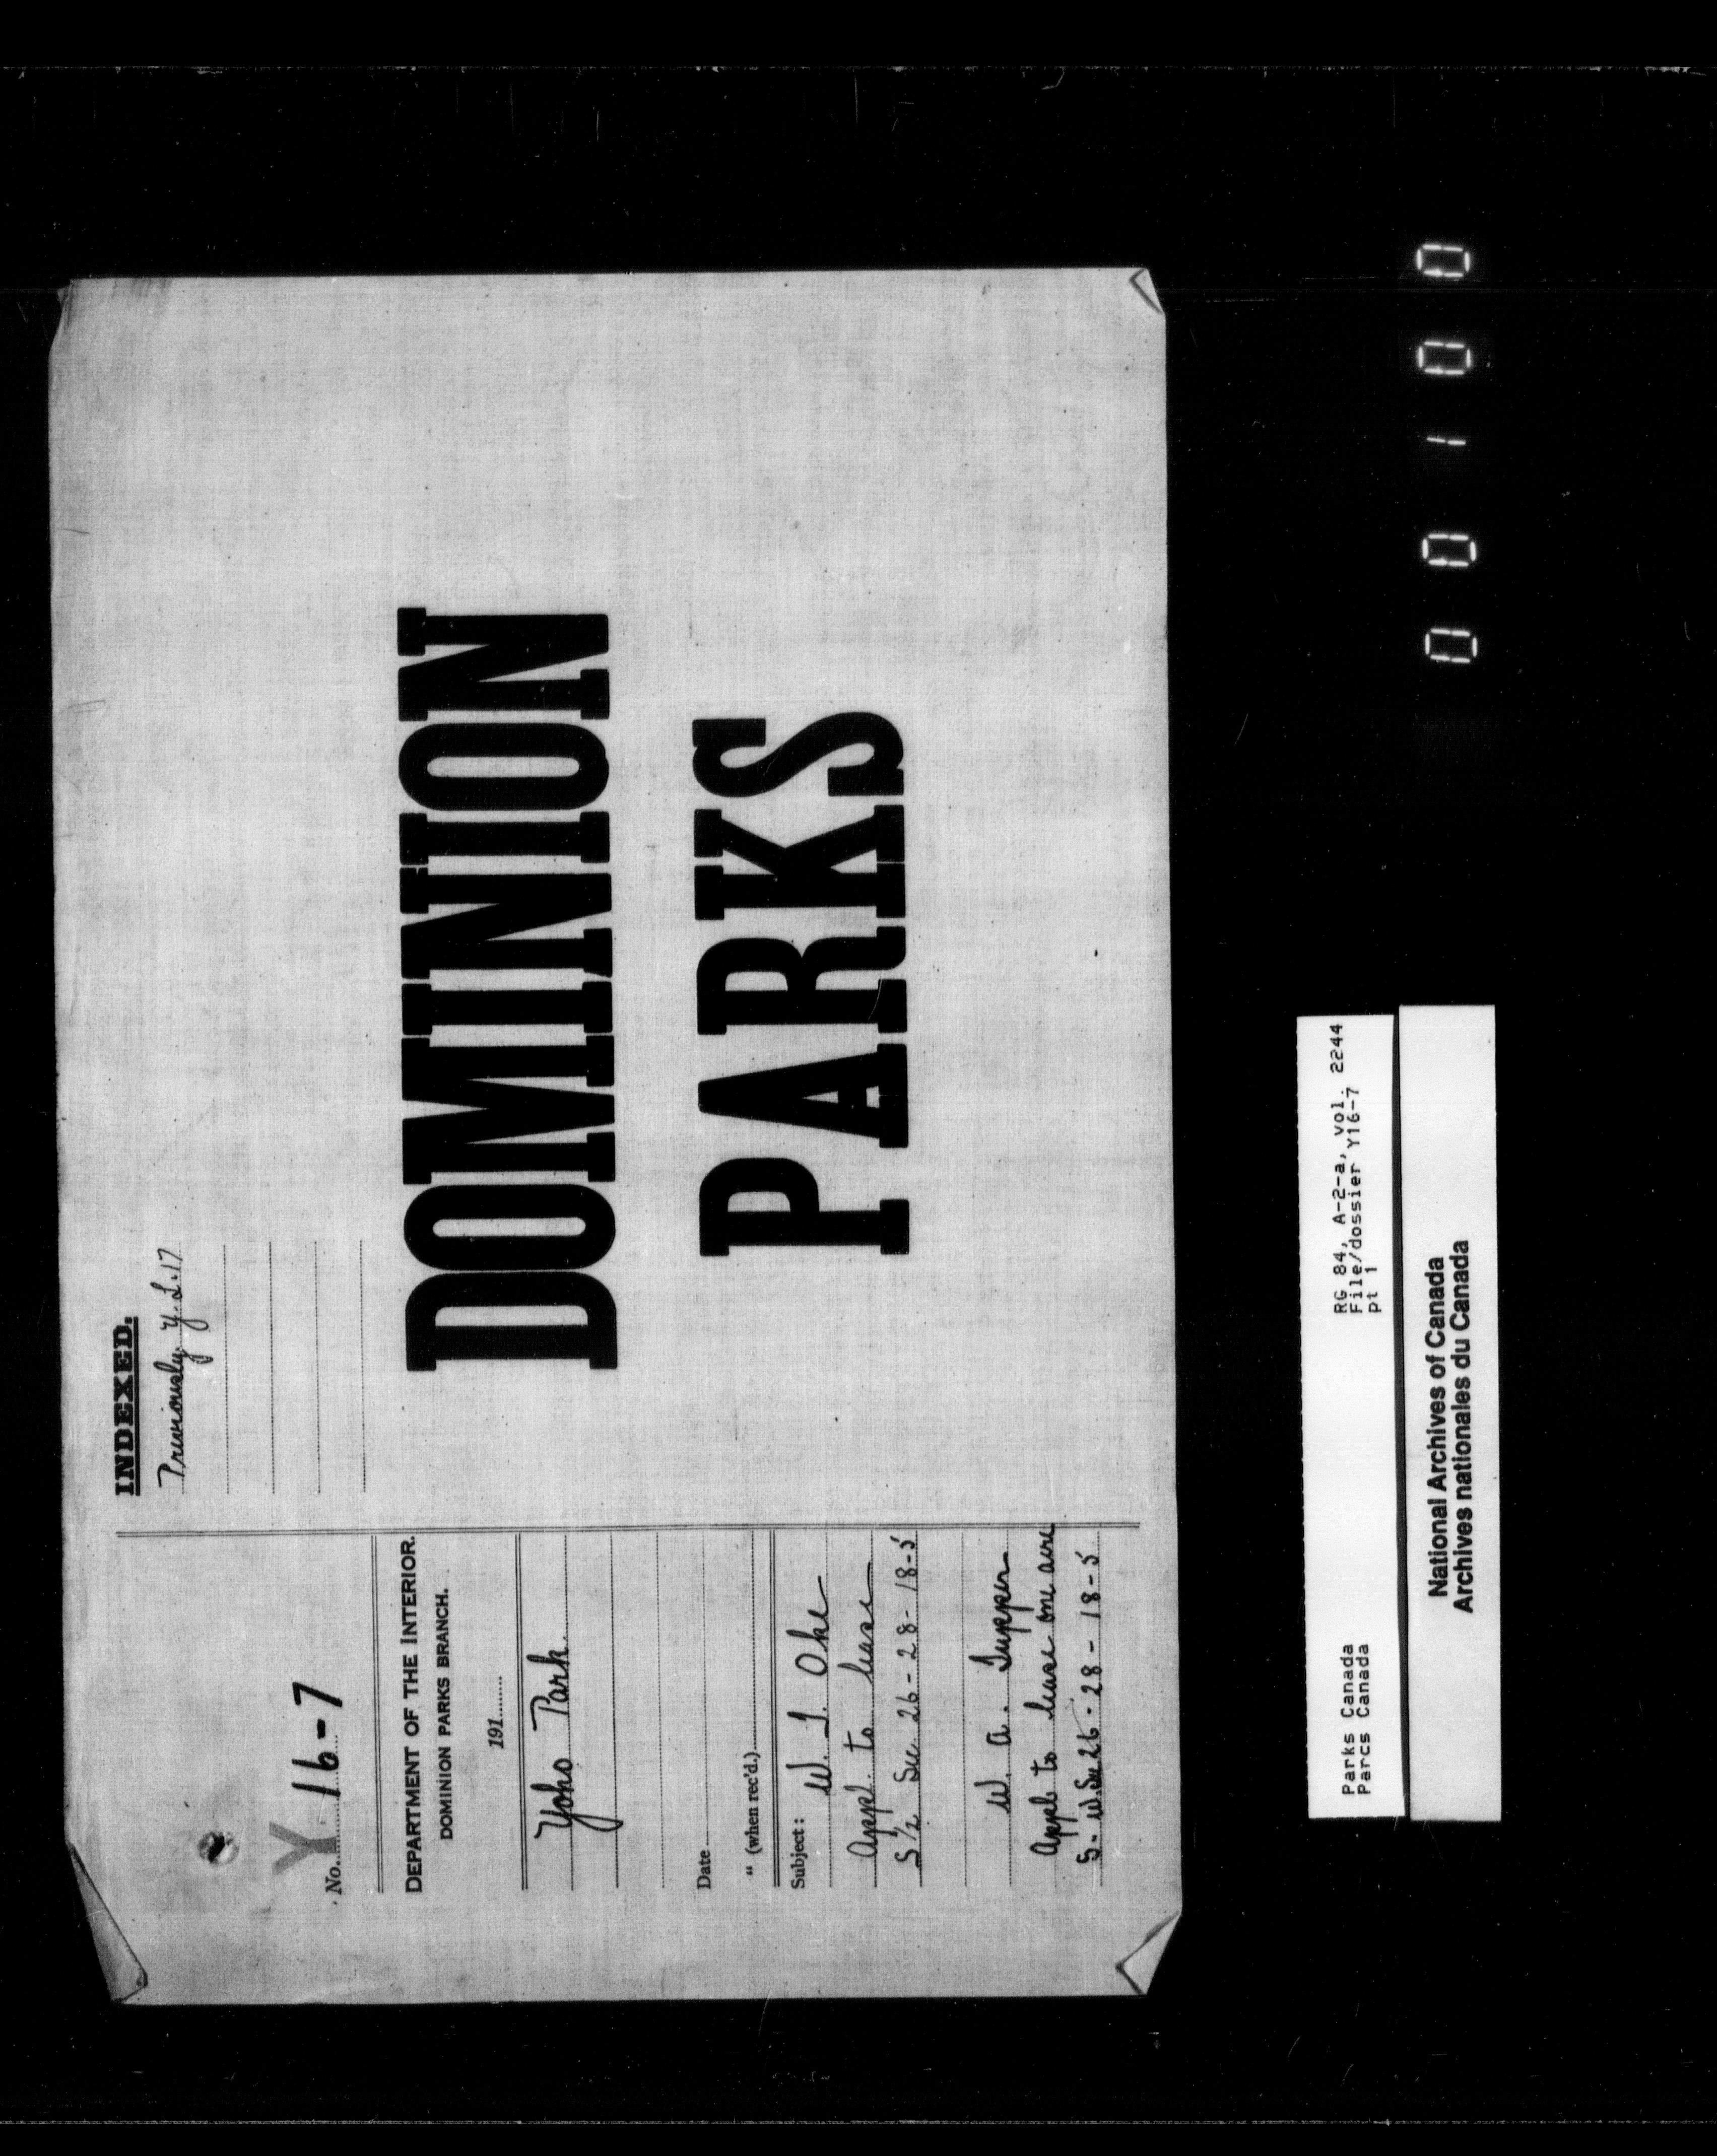 Y
No. 16-7
DEPARTMENT OF THE INTERIOR.
DOMINION PARKS BRANCH.
191
Yoho Park
Date
" (when rec'd.)
Subject: W. J. Oke
Appl. to lease
S 1/2 Sec. 26-28-18-5
W. A. Tupper
Appl. to lease one acre
S. W. Sec 26-28-18-5
INDEXED.
Previously Y. L. 17
DOMINION
PARKS
Parks Canada
Parcs Canada
RG 84, A-2-a, vol. 2244
File/dossier Y16-7
pt 1
National Archives of Canada
Archives nationales du Canada
00100